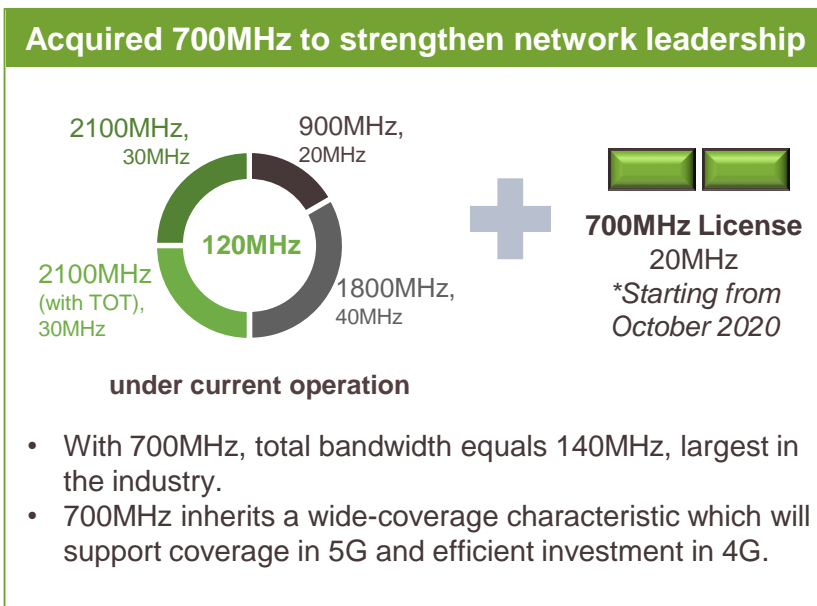 Acquired 700MHz to strengthen network leadership
2100MHz,
30MHz
900MHz,
20MHz
120MHz
2100MHz
(with TOT),
30MHz
1800MHz,
40MHz
under current operation
700MHz License
20MHz
*Starting from
October 2020
• With 700MHz, total bandwidth equals 140MHz, largest in
the industry.
• 700MHz inherits a wide-coverage characteristic which will
support coverage in 5G and efficient investment in 4G.